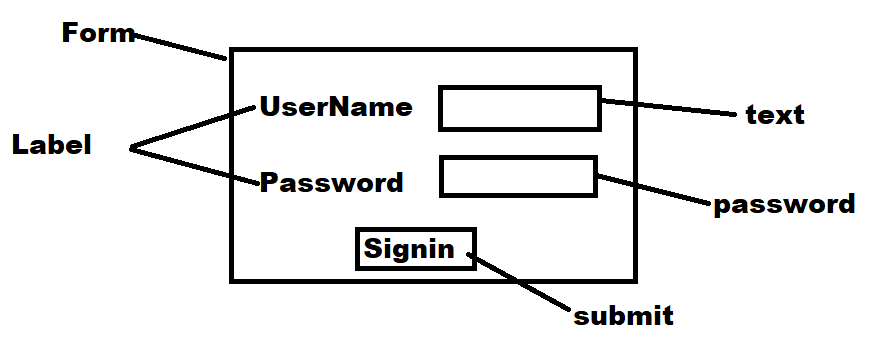 Form
UserName
text
Label
Password
password
Signin
submit